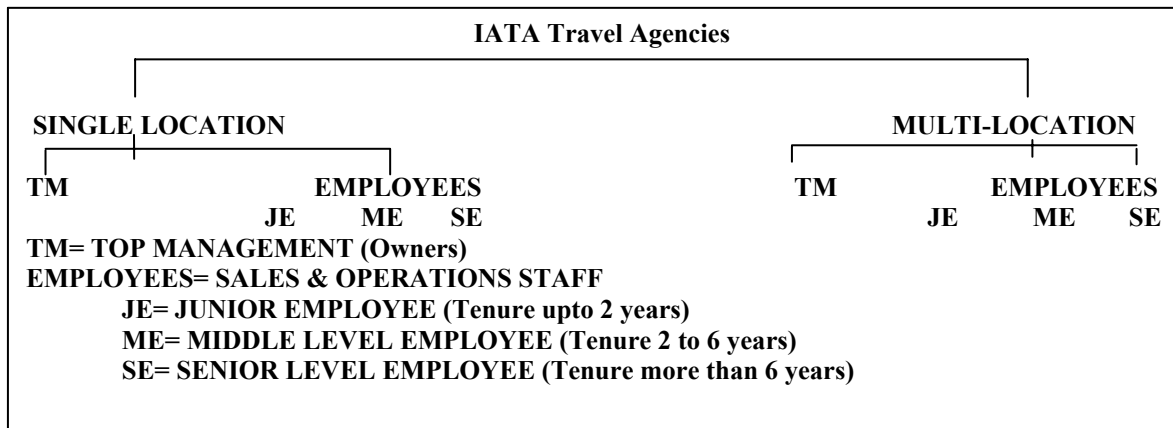 IATA Travel Agencies
SINGLE LOCATION MULTI-LOCATION
TM EMPLOYEES TM EMPLOYEES
JE ME SE JE ME SE
TM= TOP MANAGEMENT (Owners)
EMPLOYEES= SALES & OPERATIONS STAFF
JE= JUNIOR EMPLOYEE (Tenure upto 2 years)
ME= MIDDLE LEVEL EMPLOYEE (Tenure 2 to 6 years)
SE= SENIOR LEVEL EMPLOYEE (Tenure more than 6 years)